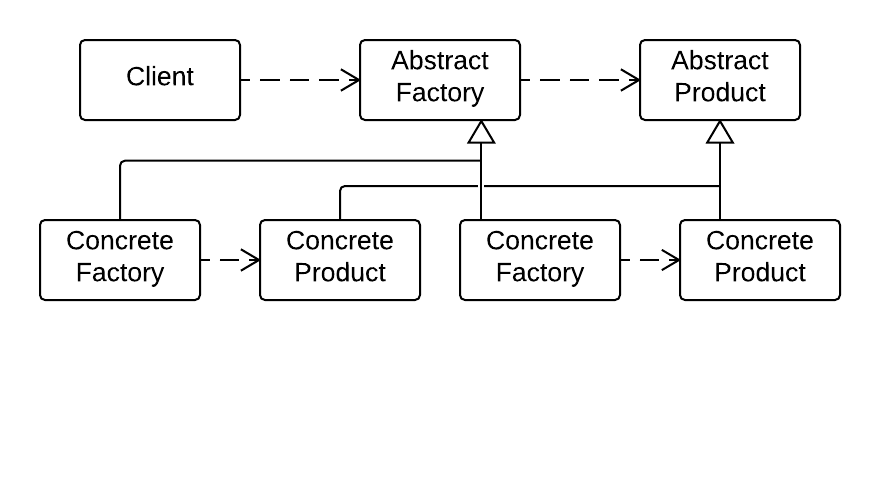 Client
Abstract
Factory
Abstract
Product
Concrete
Factory
Concrete
Product
Concrete
Factory
Concrete
Product